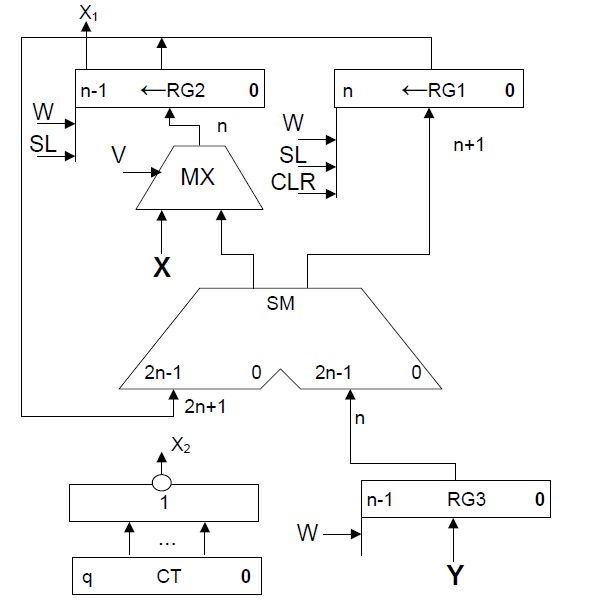 X1
n-1 ←RG2 0
n ←RG1 0
W
SL
n
V
MX
W
SL
CLR
n+1
X
SM
2n-1 0 2n-1 0
2n+1
n
X2
1
...
q CT 0
n-1 RG3 0
W
Y